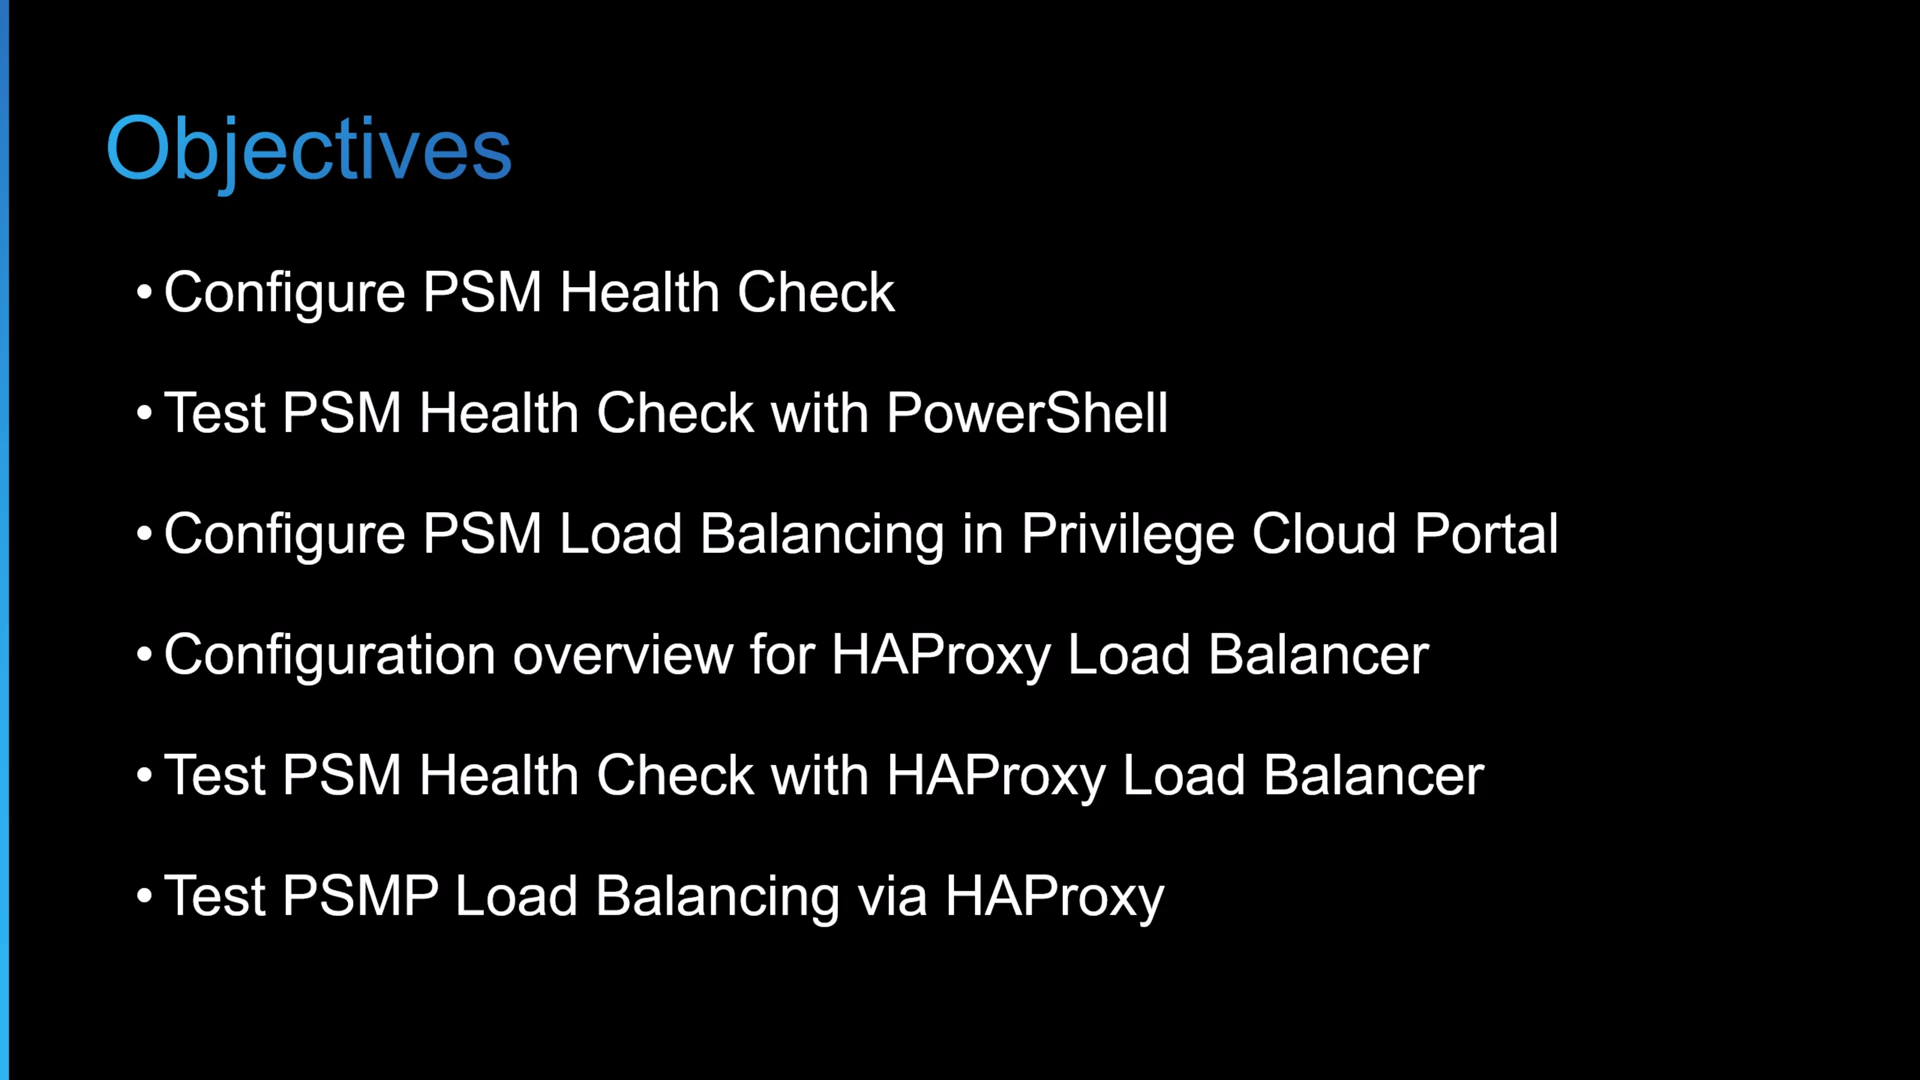 Objectives
• Configure PSM Health Check
• Test PSM Health Check with PowerShell
• Configure PSM Load Balancing in Privilege Cloud Portal
• Configuration overview for HAProxy Load Balancer
• Test PSM Health Check with HAProxy Load Balancer
• Test PSMP Load Balancing via HAProxy